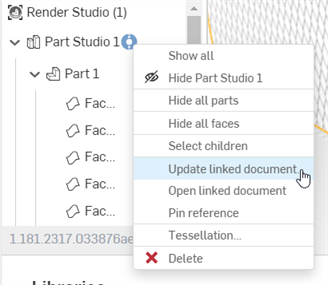 Render Studio (1)
Part Studio 1
Part 1
Fac...
Fac...
Fac...
Fac...
Fac...
1.181.2317.033876ae
Show all
Hide Part Studio 1
Hide all parts
Hide all faces
Select children
Update linked document...
Open linked document
Pin reference
Tessellation...
Delete